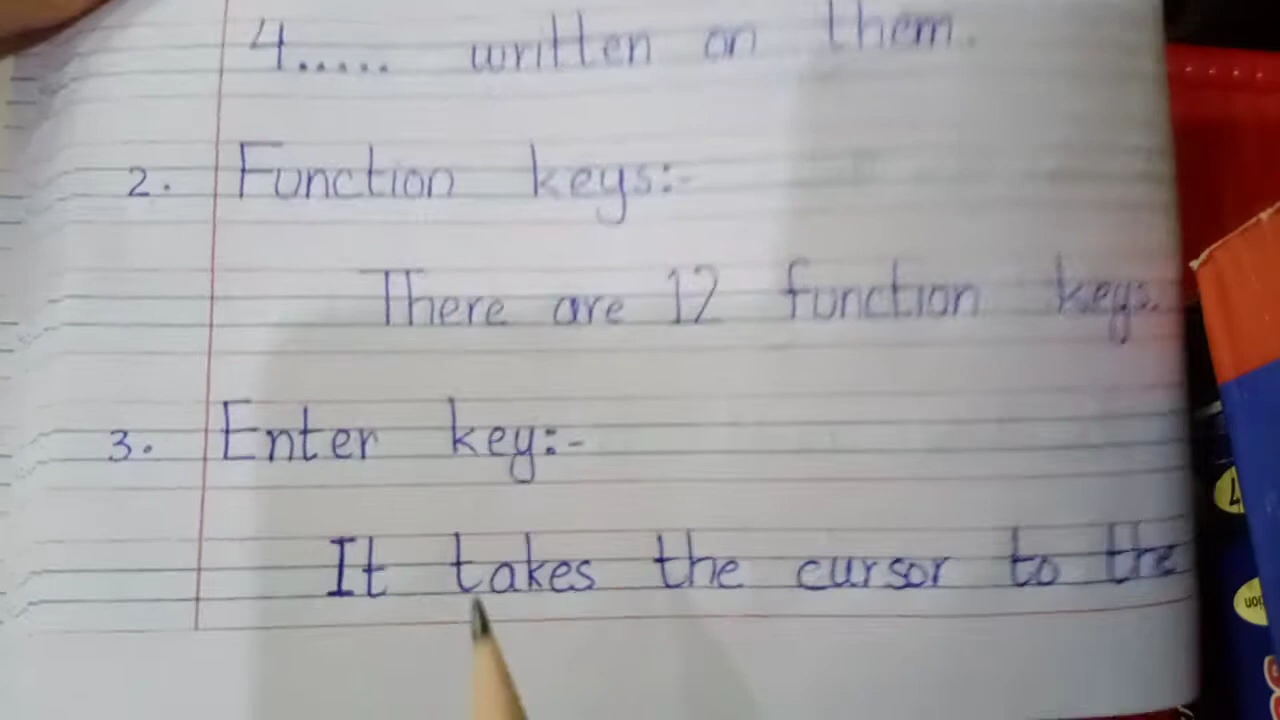 4..... written on them.
2. Function keys:-
There are 12 function keys.
3. Enter key:-
It takes the cursor to the